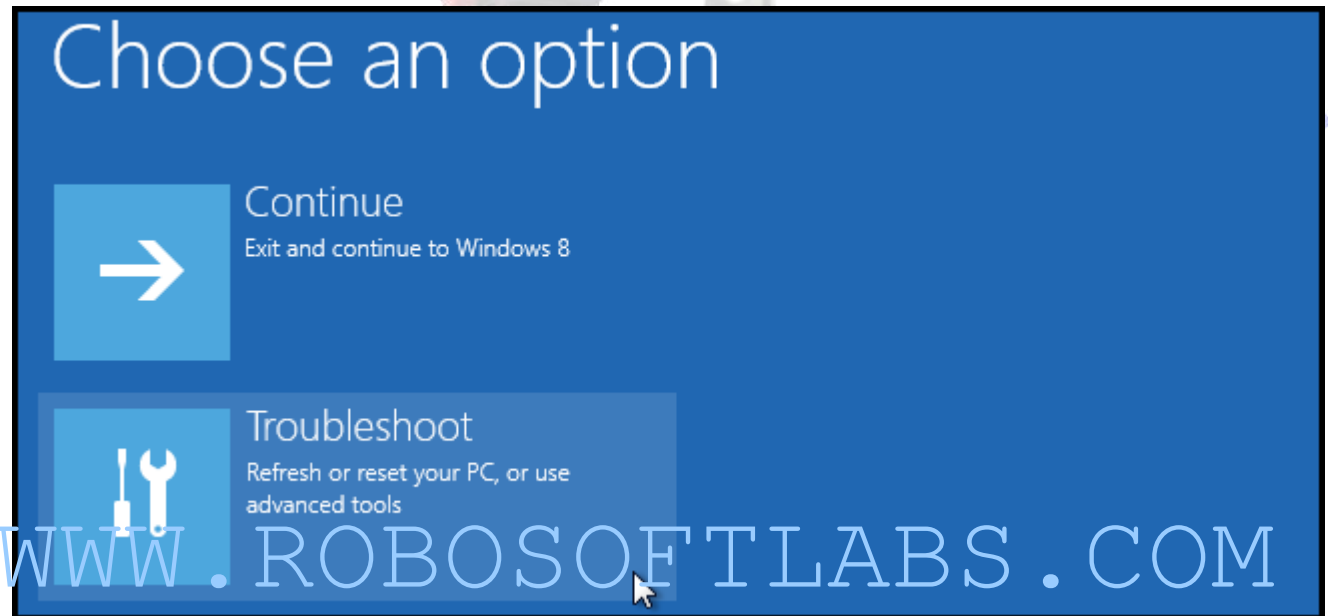 Choose an option
Continue
Exit and continue to Windows 8
Troubleshoot
Refresh or reset your PC, or use
advanced tools
WWW.ROBOSOFTLABS.COM